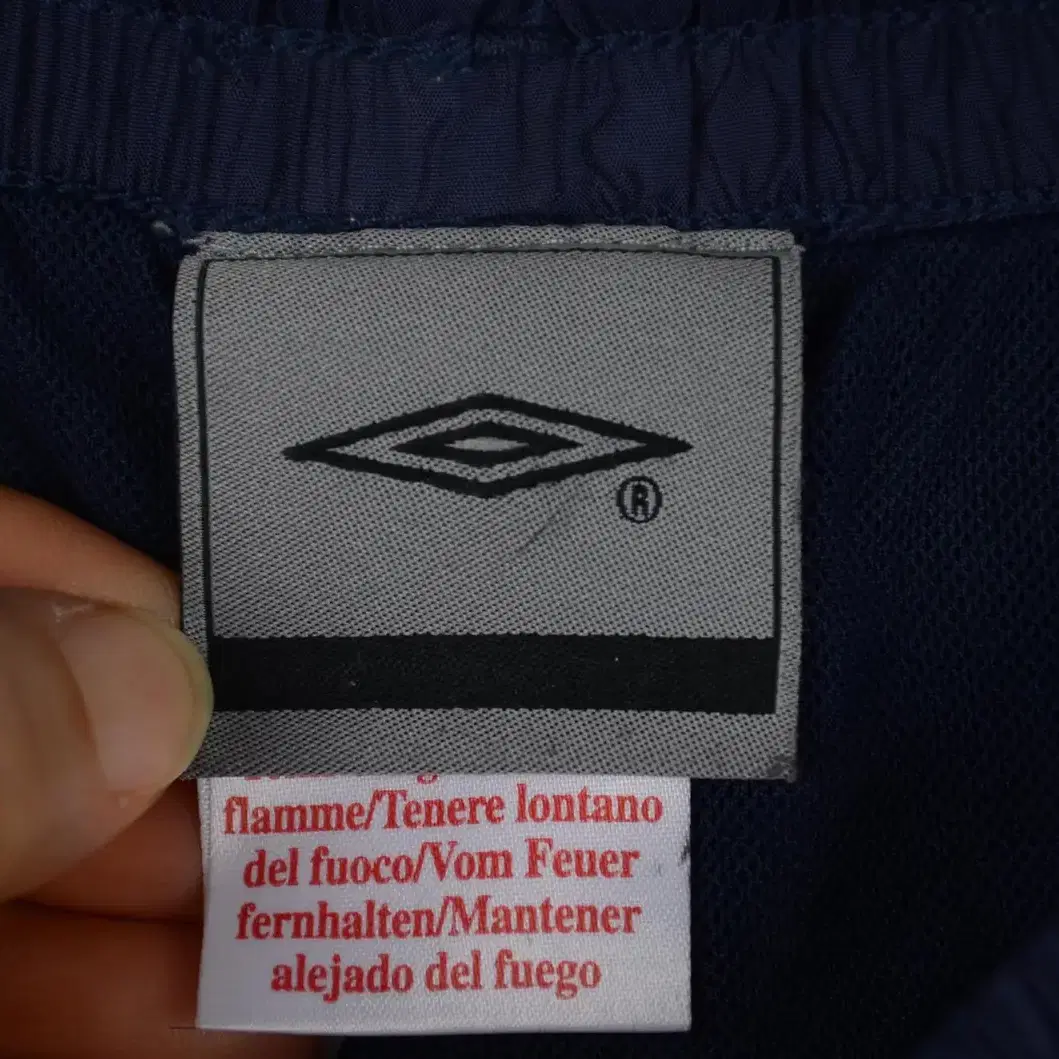 ®
flamme/Tenere lontano
del fuoco/Vom Feuer
fernhalten/Mantener
alejado del fuego